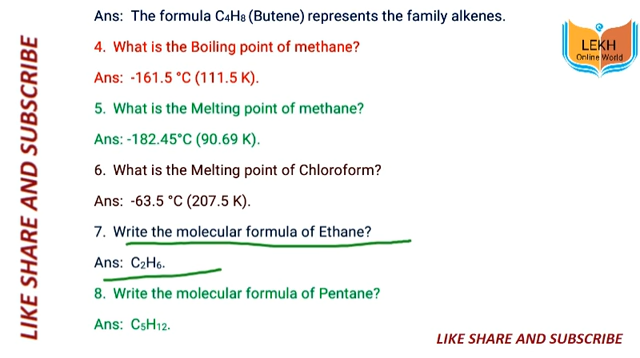 Ans: The formula C₄H₈ (Butene) represents the family alkenes.
4. What is the Boiling point of methane?
Ans: -161.5 °C (111.5 K).
5. What is the Melting point of methane?
Ans: -182.45°C (90.69 K).
6. What is the Melting point of Chloroform?
Ans: -63.5 °C (207.5 K).
7. Write the molecular formula of Ethane?
Ans: C₂H₆.
8. Write the molecular formula of Pentane?
Ans: C₅H₁₂.
LIKE SHARE AND SUBSCRIBE
LEKH
Online World
LIKE SHARE AND SUBSCRIBE